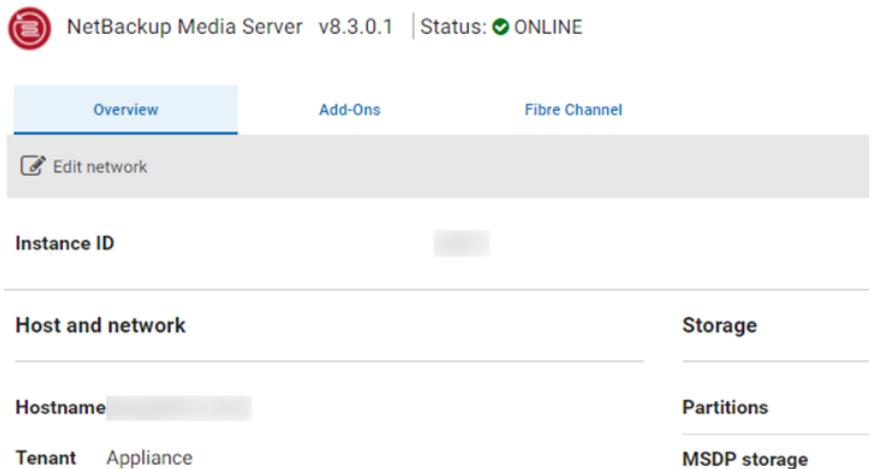 NetBackup Media Server v8.3.0.1 Status: ONLINE
Overview Add-Ons Fibre Channel
Edit network
Instance ID
Host and network Storage
Hostname Partitions
Tenant Appliance MSDP storage